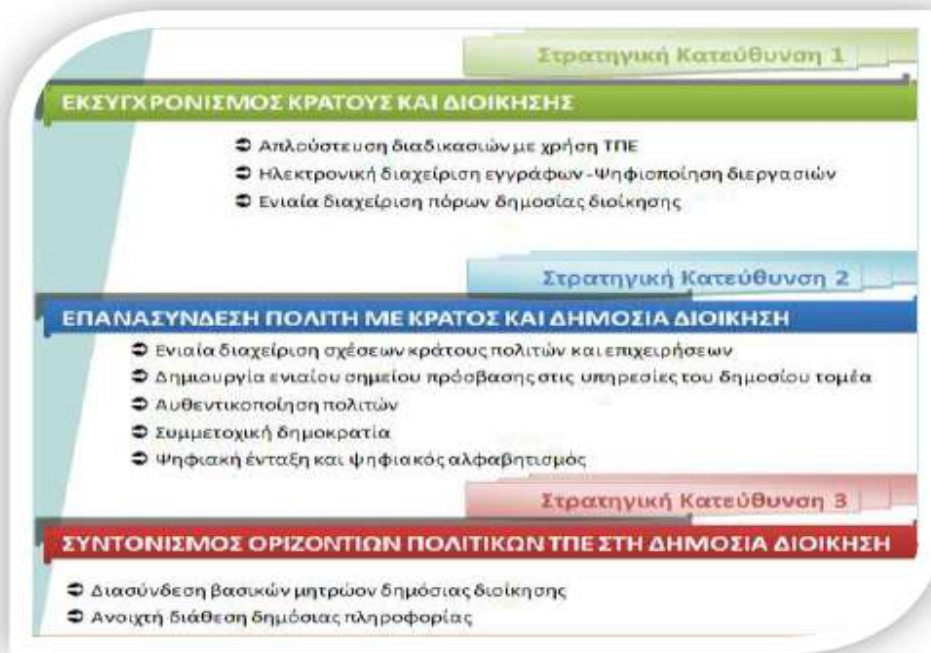 Στρατηγική Κατεύθυνση 1
ΕΚΣΥΓΧΡΟΝΙΣΜΟΣ ΚΡΑΤΟΥΣ ΚΑΙ ΔΙΟΙΚΗΣΗΣ
Απλούστευση διαδικασιών με χρήση ΤΠΕ
Ηλεκτρονική διαχείριση εγγράφων -Ψηφιοποίηση διεργασιών
Ενιαία διαχείριση πόρων δημοσίας διοίκησης
Στρατηγική Κατεύθυνση 2
ΕΠΑΝΑΣΥΝΔΕΣΗ ΠΟΛΙΤΗ ΜΕ ΚΡΑΤΟΣ ΚΑΙ ΔΗΜΟΣΙΑ ΔΙΟΙΚΗΣΗ
Ενιαία διαχείριση σχέσεων κράτους πολιτών και επιχειρήσεων
Δημιουργία ενιαίου σημείου πρόσβασης στις υπηρεσίες του δημοσίου τομέα
Αυθεντικοποίηση πολιτών
Συμμετοχική δημοκρατία
Ψηφιακή ένταξη και ψηφιακός αλφαβητισμός
Στρατηγική Κατεύθυνση 3
ΣΥΝΤΟΝΙΣΜΟΣ ΟΡΙΖΟΝΤΙΩΝ ΠΟΛΙΤΙΚΩΝ ΤΠΕ ΣΤΗ ΔΗΜΟΣΙΑ ΔΙΟΙΚΗΣΗ
Διασύνδεση βασικών μητρώον δημόσιας διοίκησης
Ανοιχτή διάθεση δημόσιας πληροφορίας